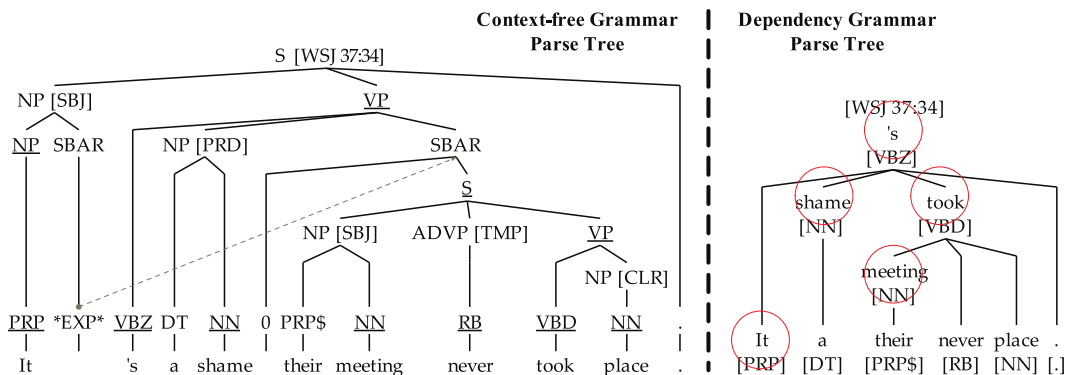 Context-free Grammar
Parse Tree
S [WSJ 37:34]
NP [SBJ] VP
NP SBAR NP [PRD] SBAR
S
NP [SBJ] ADVP [TMP] VP
NP [CLR]
PRP *EXP* VBZ DT NN 0 PRP$ NN RB VBD NN .
It 's a shame their meeting never took place .
Dependency Grammar
Parse Tree
[WSJ 37:34]
's
[VBZ]
shame took
[NN] [VBD]
meeting
[NN]
It a their never place .
[PRP] [DT] [PRP$] [RB] [NN] [.]